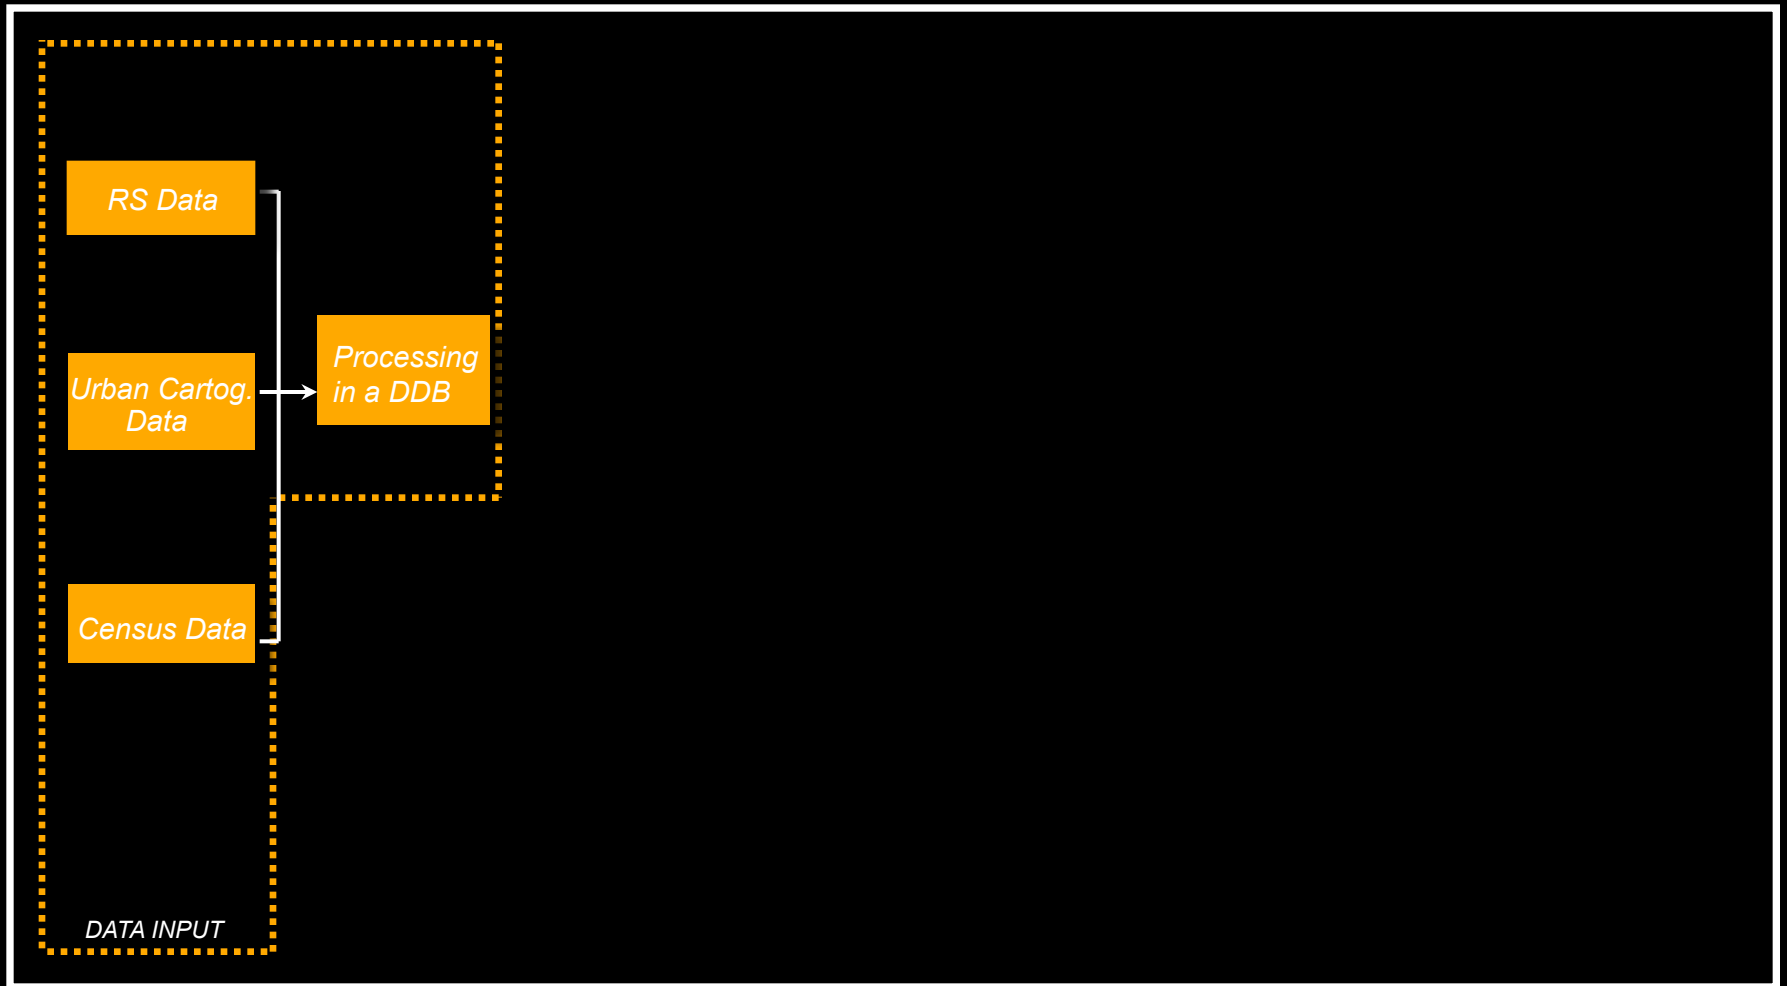 RS Data
Urban Cartog.
Data
Processing
in a DDB
Census Data
DATA INPUT